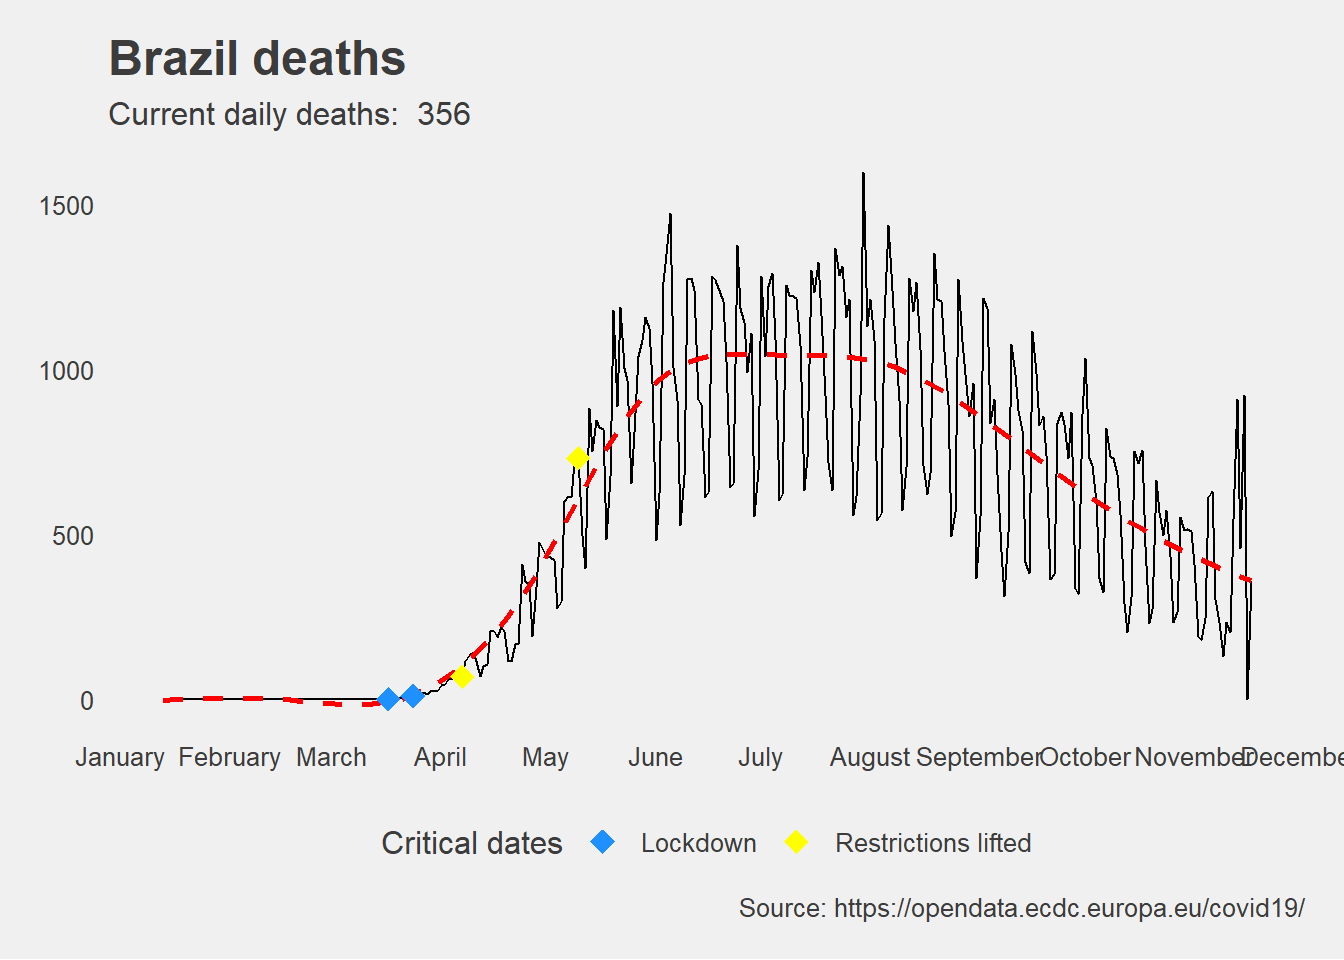 Brazil deaths
Current daily deaths:  356
1500
1000
500
0
January February March April May June July August September October November Decembe
Critical dates Lockdown Restrictions lifted
Source: https://opendata.ecdc.europa.eu/covid19/